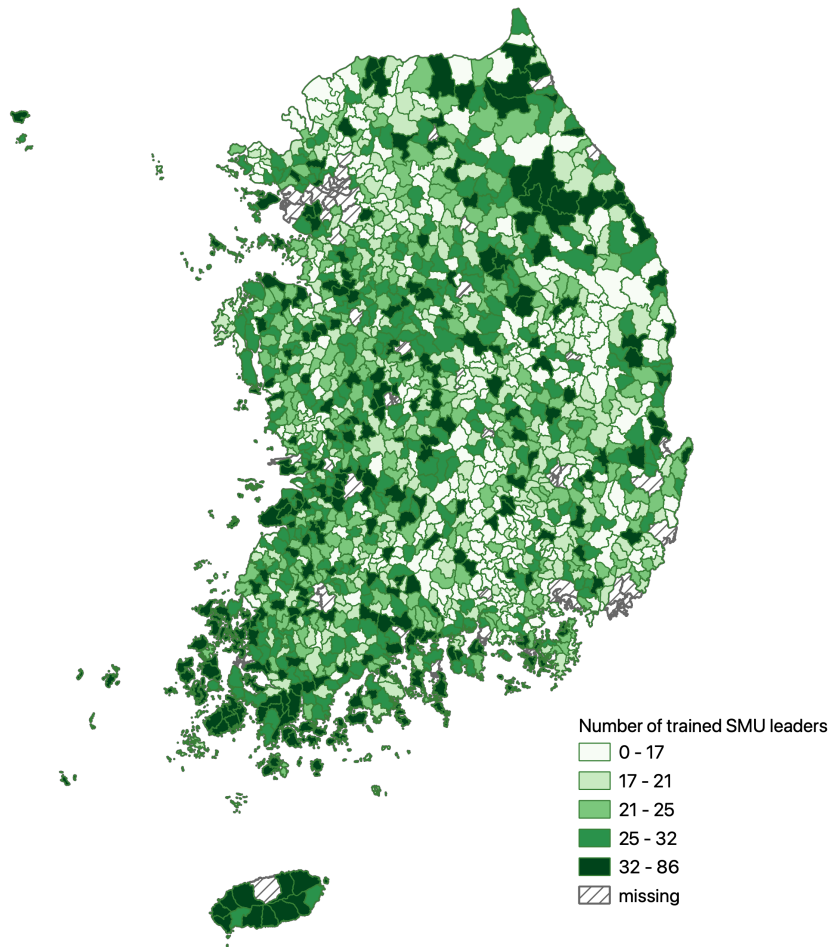 Number of trained SMU leaders
0 - 17
17 - 21
21 - 25
25 - 32
32 - 86
missing